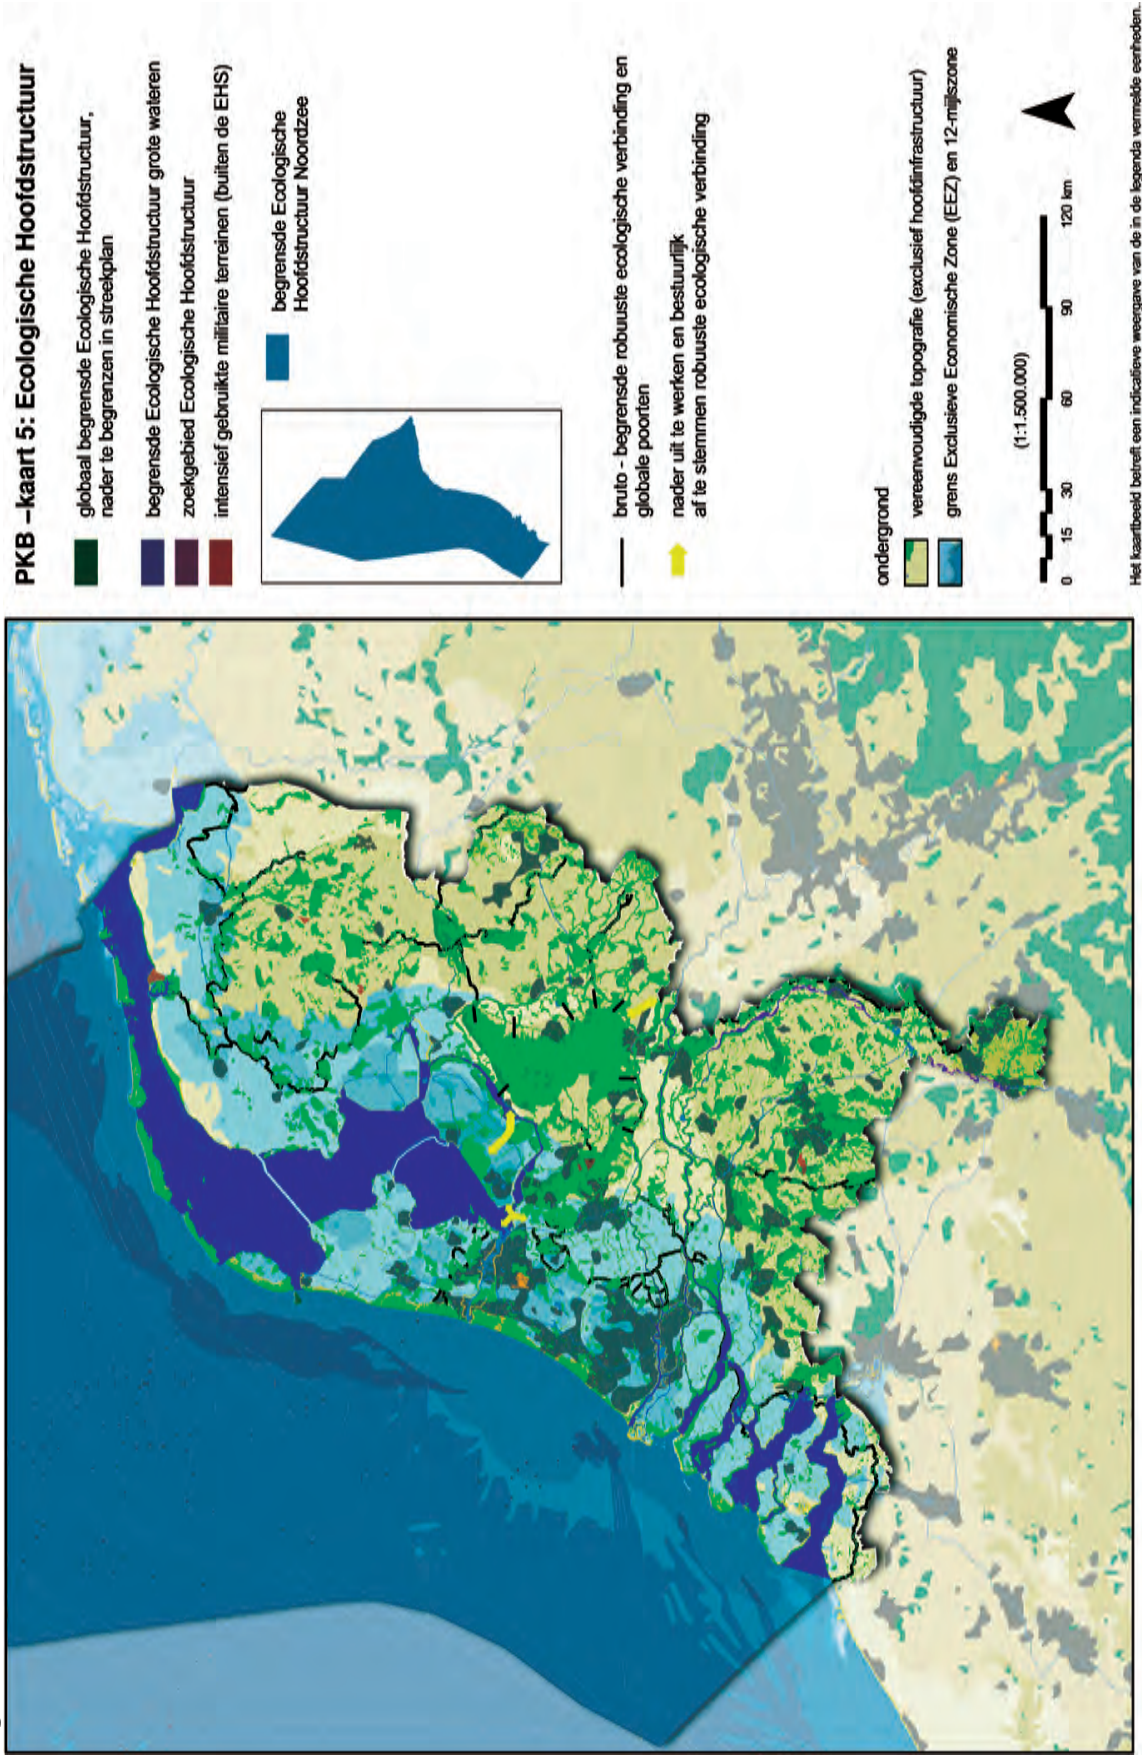 PKB –kaart 5: Ecologische Hoofdstructuur
globaal begrensde Ecologische Hoofdstructuur,
nader te begrenzen in streekplan
begrensde Ecologische Hoofdstructuur grote wateren
zoekgebied Ecologische Hoofdstructuur
intensief gebruikte militaire terreinen (buiten de EHS)
begrensde Ecologische
Hoofdstructuur Noordzee
bruto - begrensde robuuste ecologische verbinding en
globale poorten
nader uit te werken en bestuurlijk
af te stemmen robuuste ecologische verbinding
ondergrond
vereenvoudigde topografie (exclusief hoofdinfrastructuur)
grens Exclusieve Economische Zone (EEZ) en 12-mijlszone
(1:1.500.000)
0 15 30 60 90 120 km
Het kaartbeeld betreft een indicatieve weergave van de in de legenda vermelde eenheden.